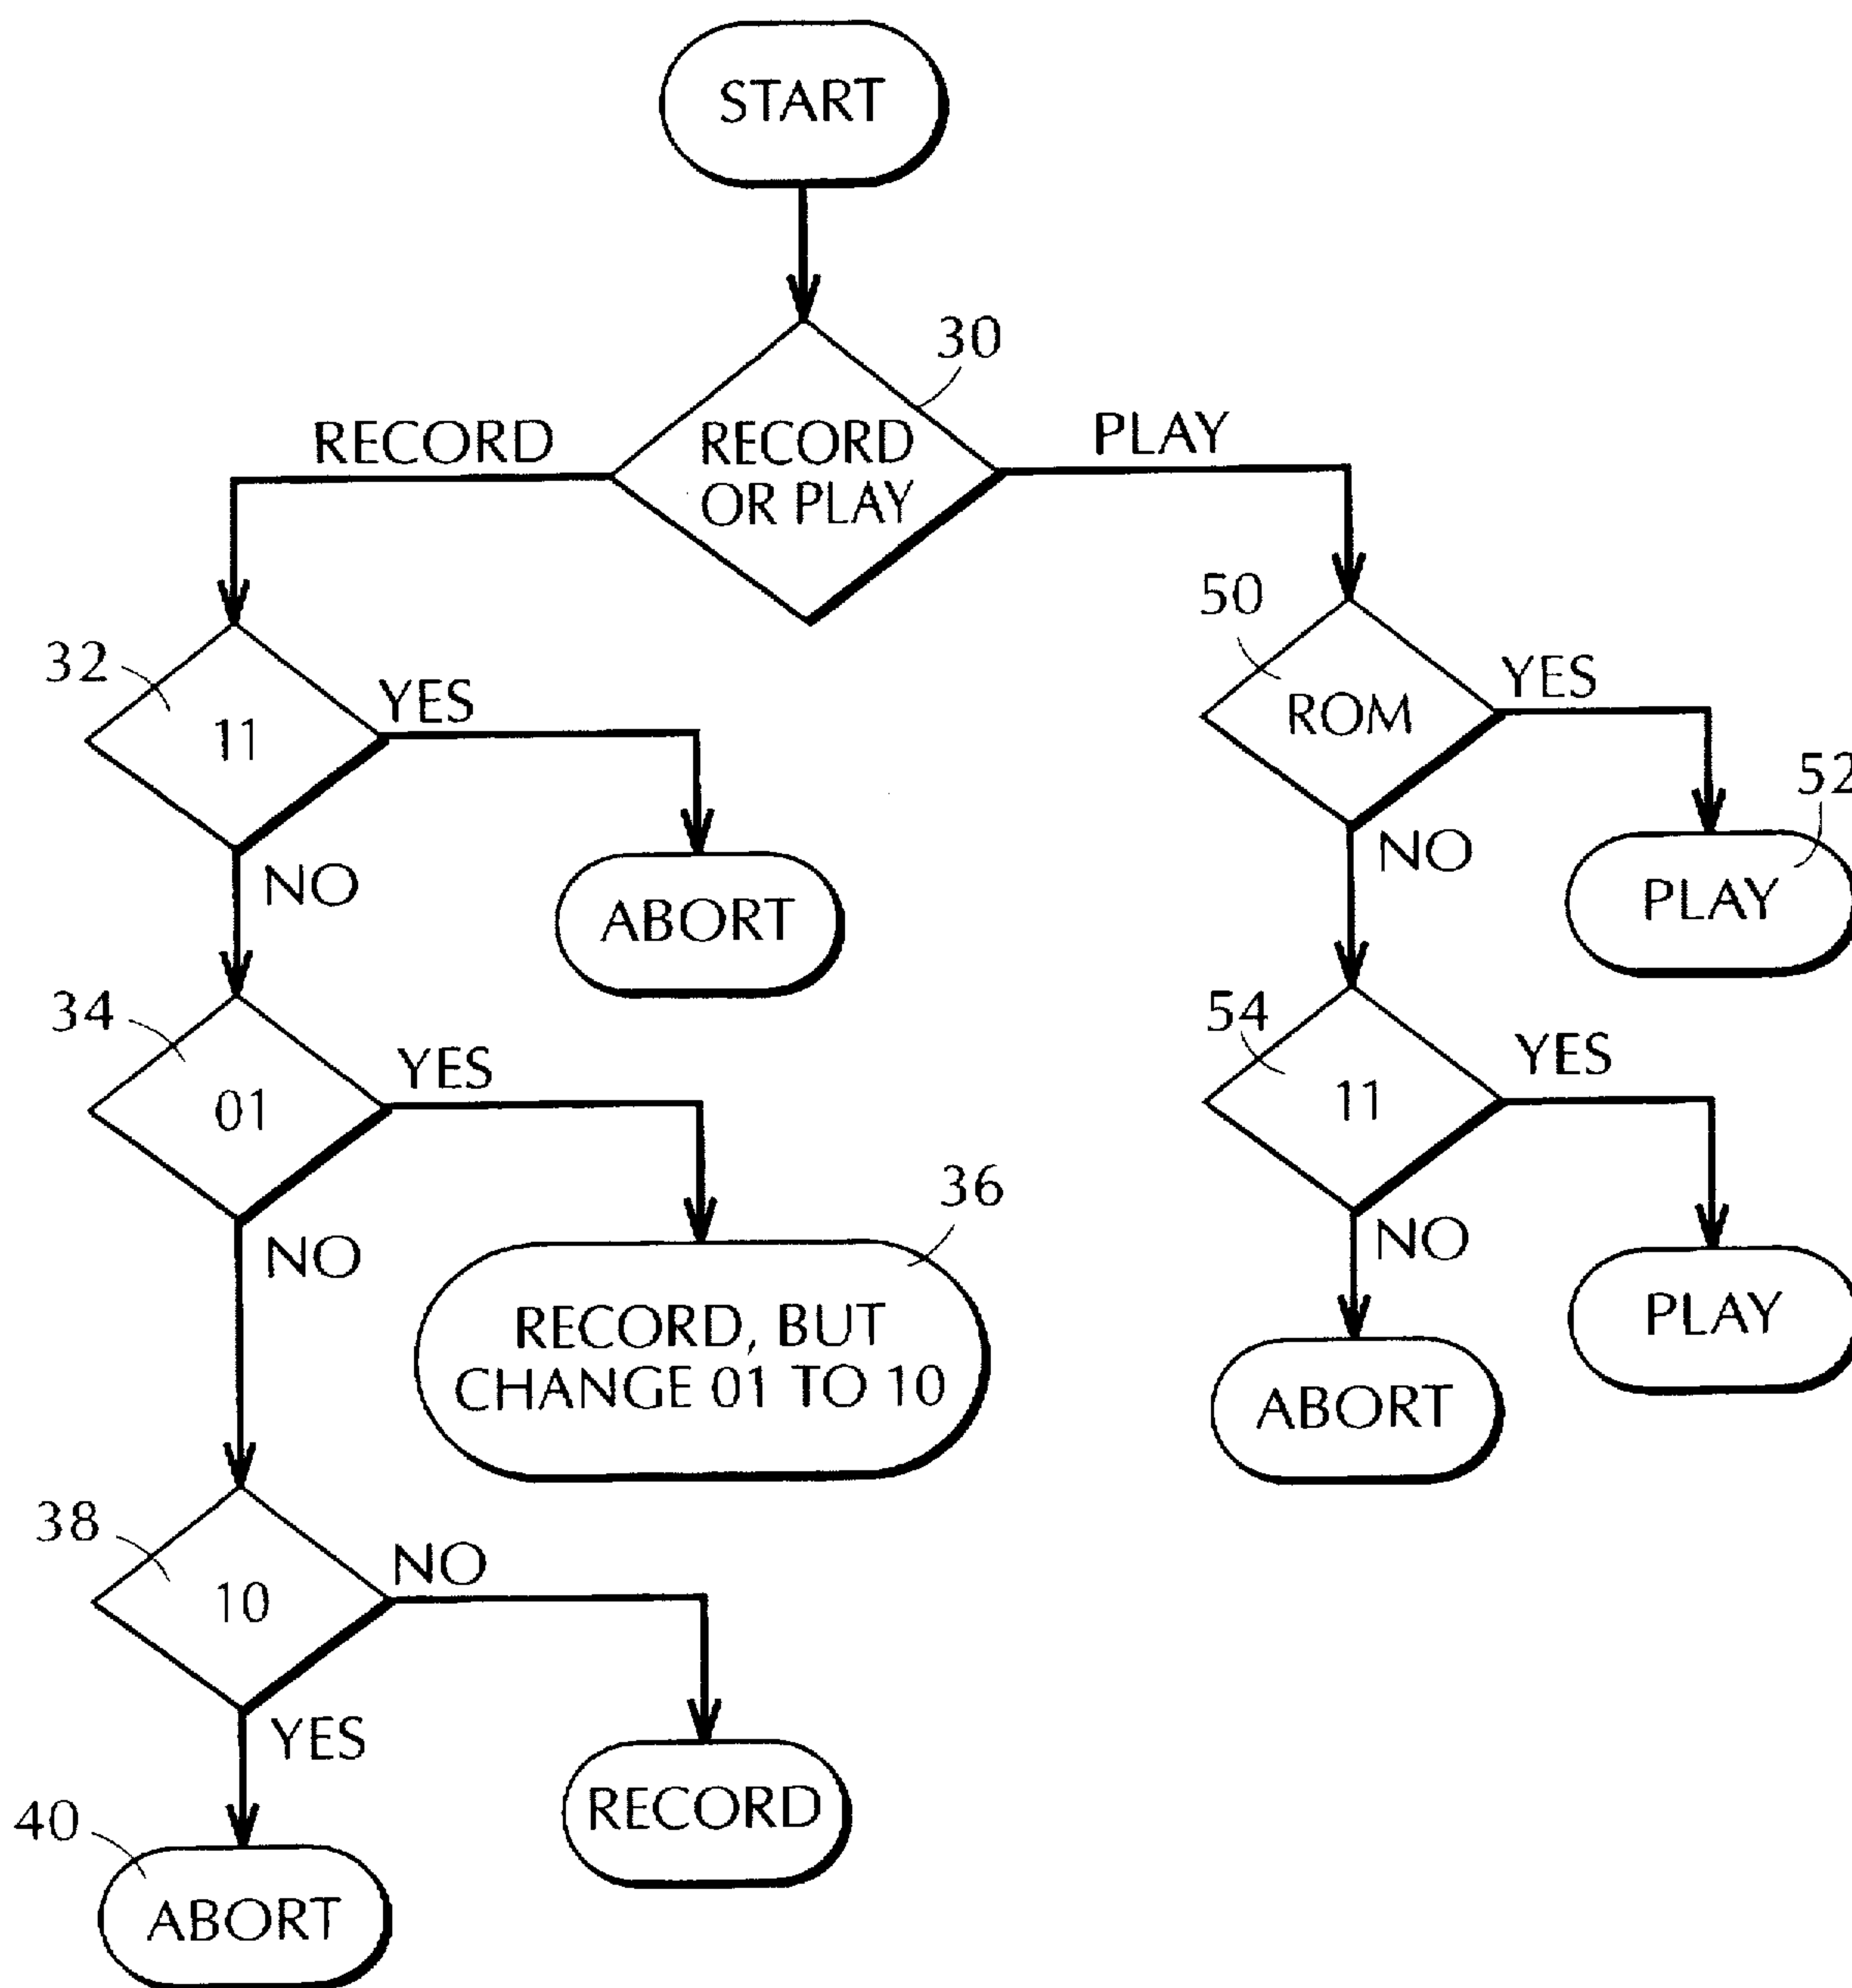 START
30
RECORD
RECORD
OR PLAY
PLAY
32
11
YES
NO
ABORT
34
01
YES
NO
36
RECORD, BUT
CHANGE 01 TO 10
38
10
NO
YES
RECORD
40
ABORT
50
ROM
YES
NO
52
PLAY
54
11
YES
NO
PLAY
ABORT